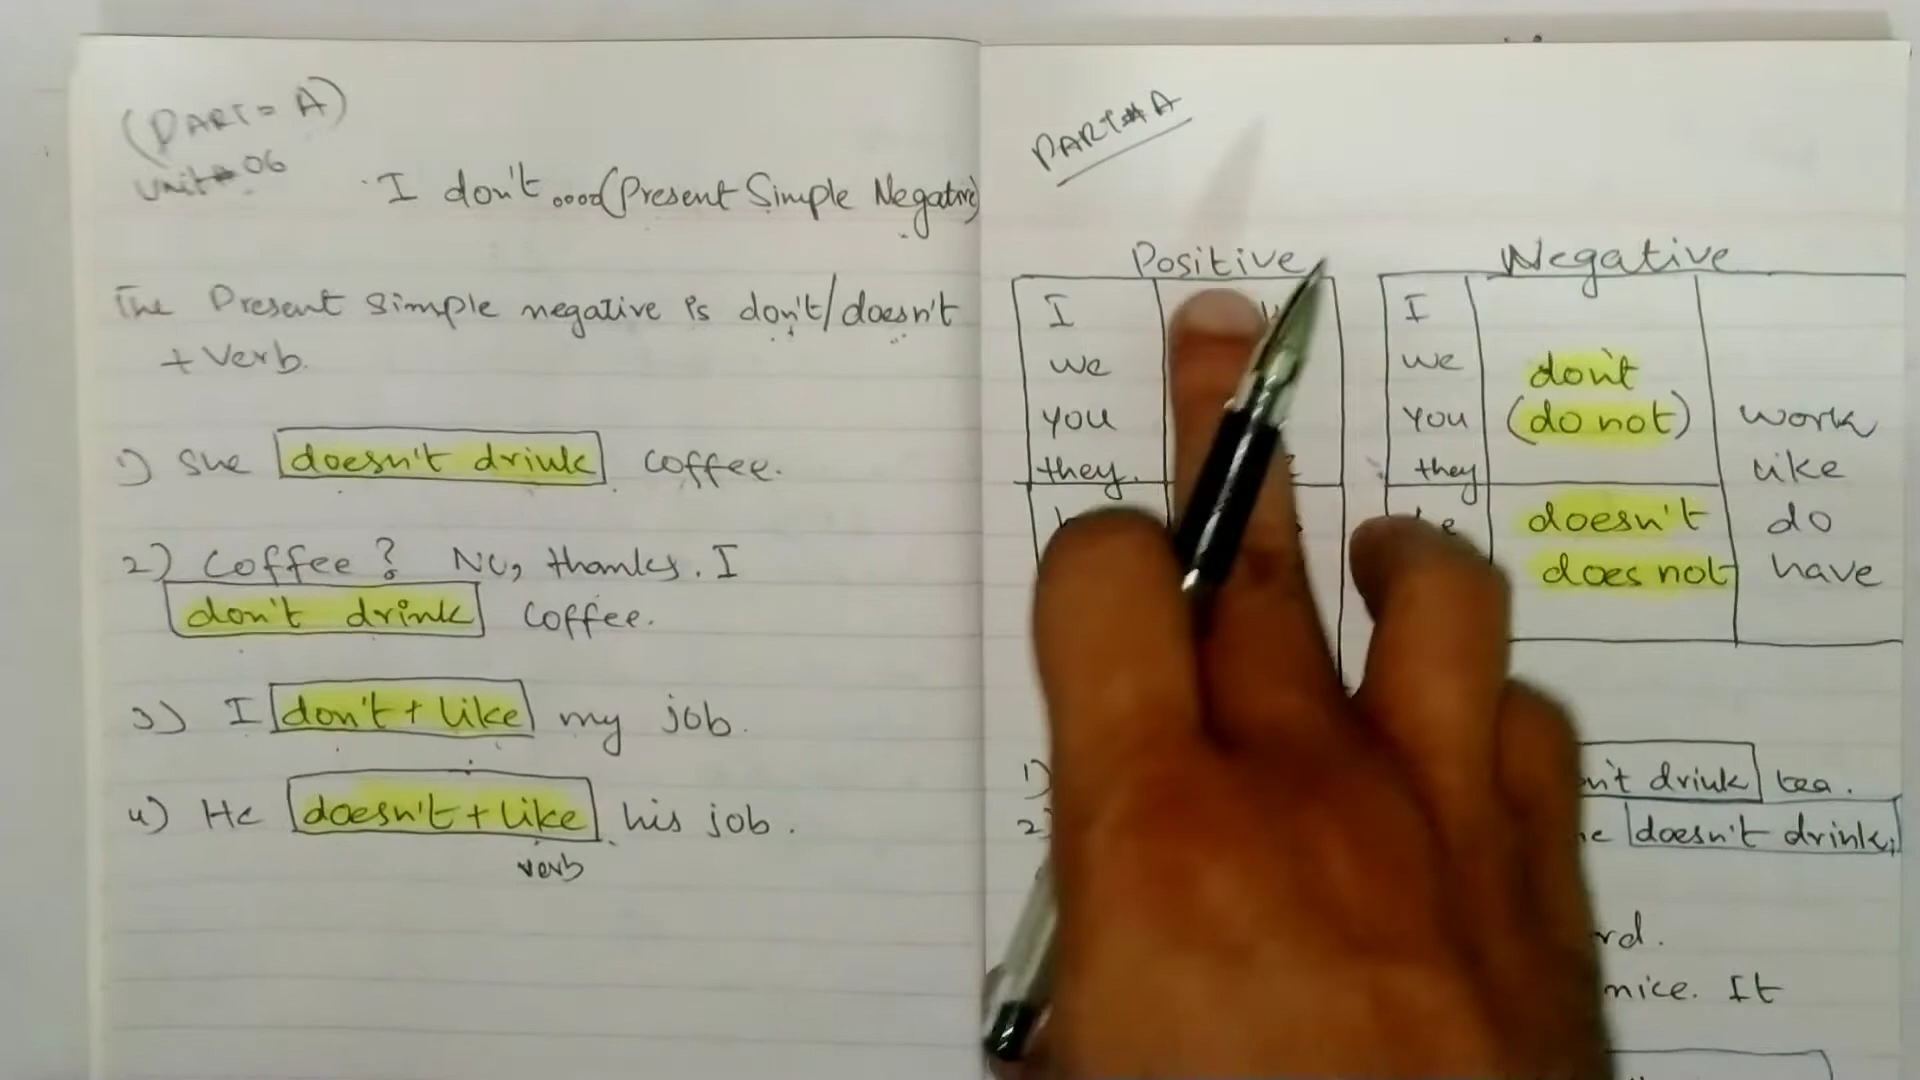 (PART = A)
Unit # 06
I don't ....(Present Simple Negative)
The Present Simple negative is don't/doesn't
+ Verb.
1) She doesn't drink coffee.
2) Coffee? No, thanks. I
don't drink coffee.
3) I don't + like my job.
4) He doesn't + like his job.
verb
PART # A
Positive
I
we
you
they.
Negative
I
we
you
they
don't
(do not)
doesn't
does not
work
like
do
have
1)
drink tea.
2)
doesn't drink
nice. It